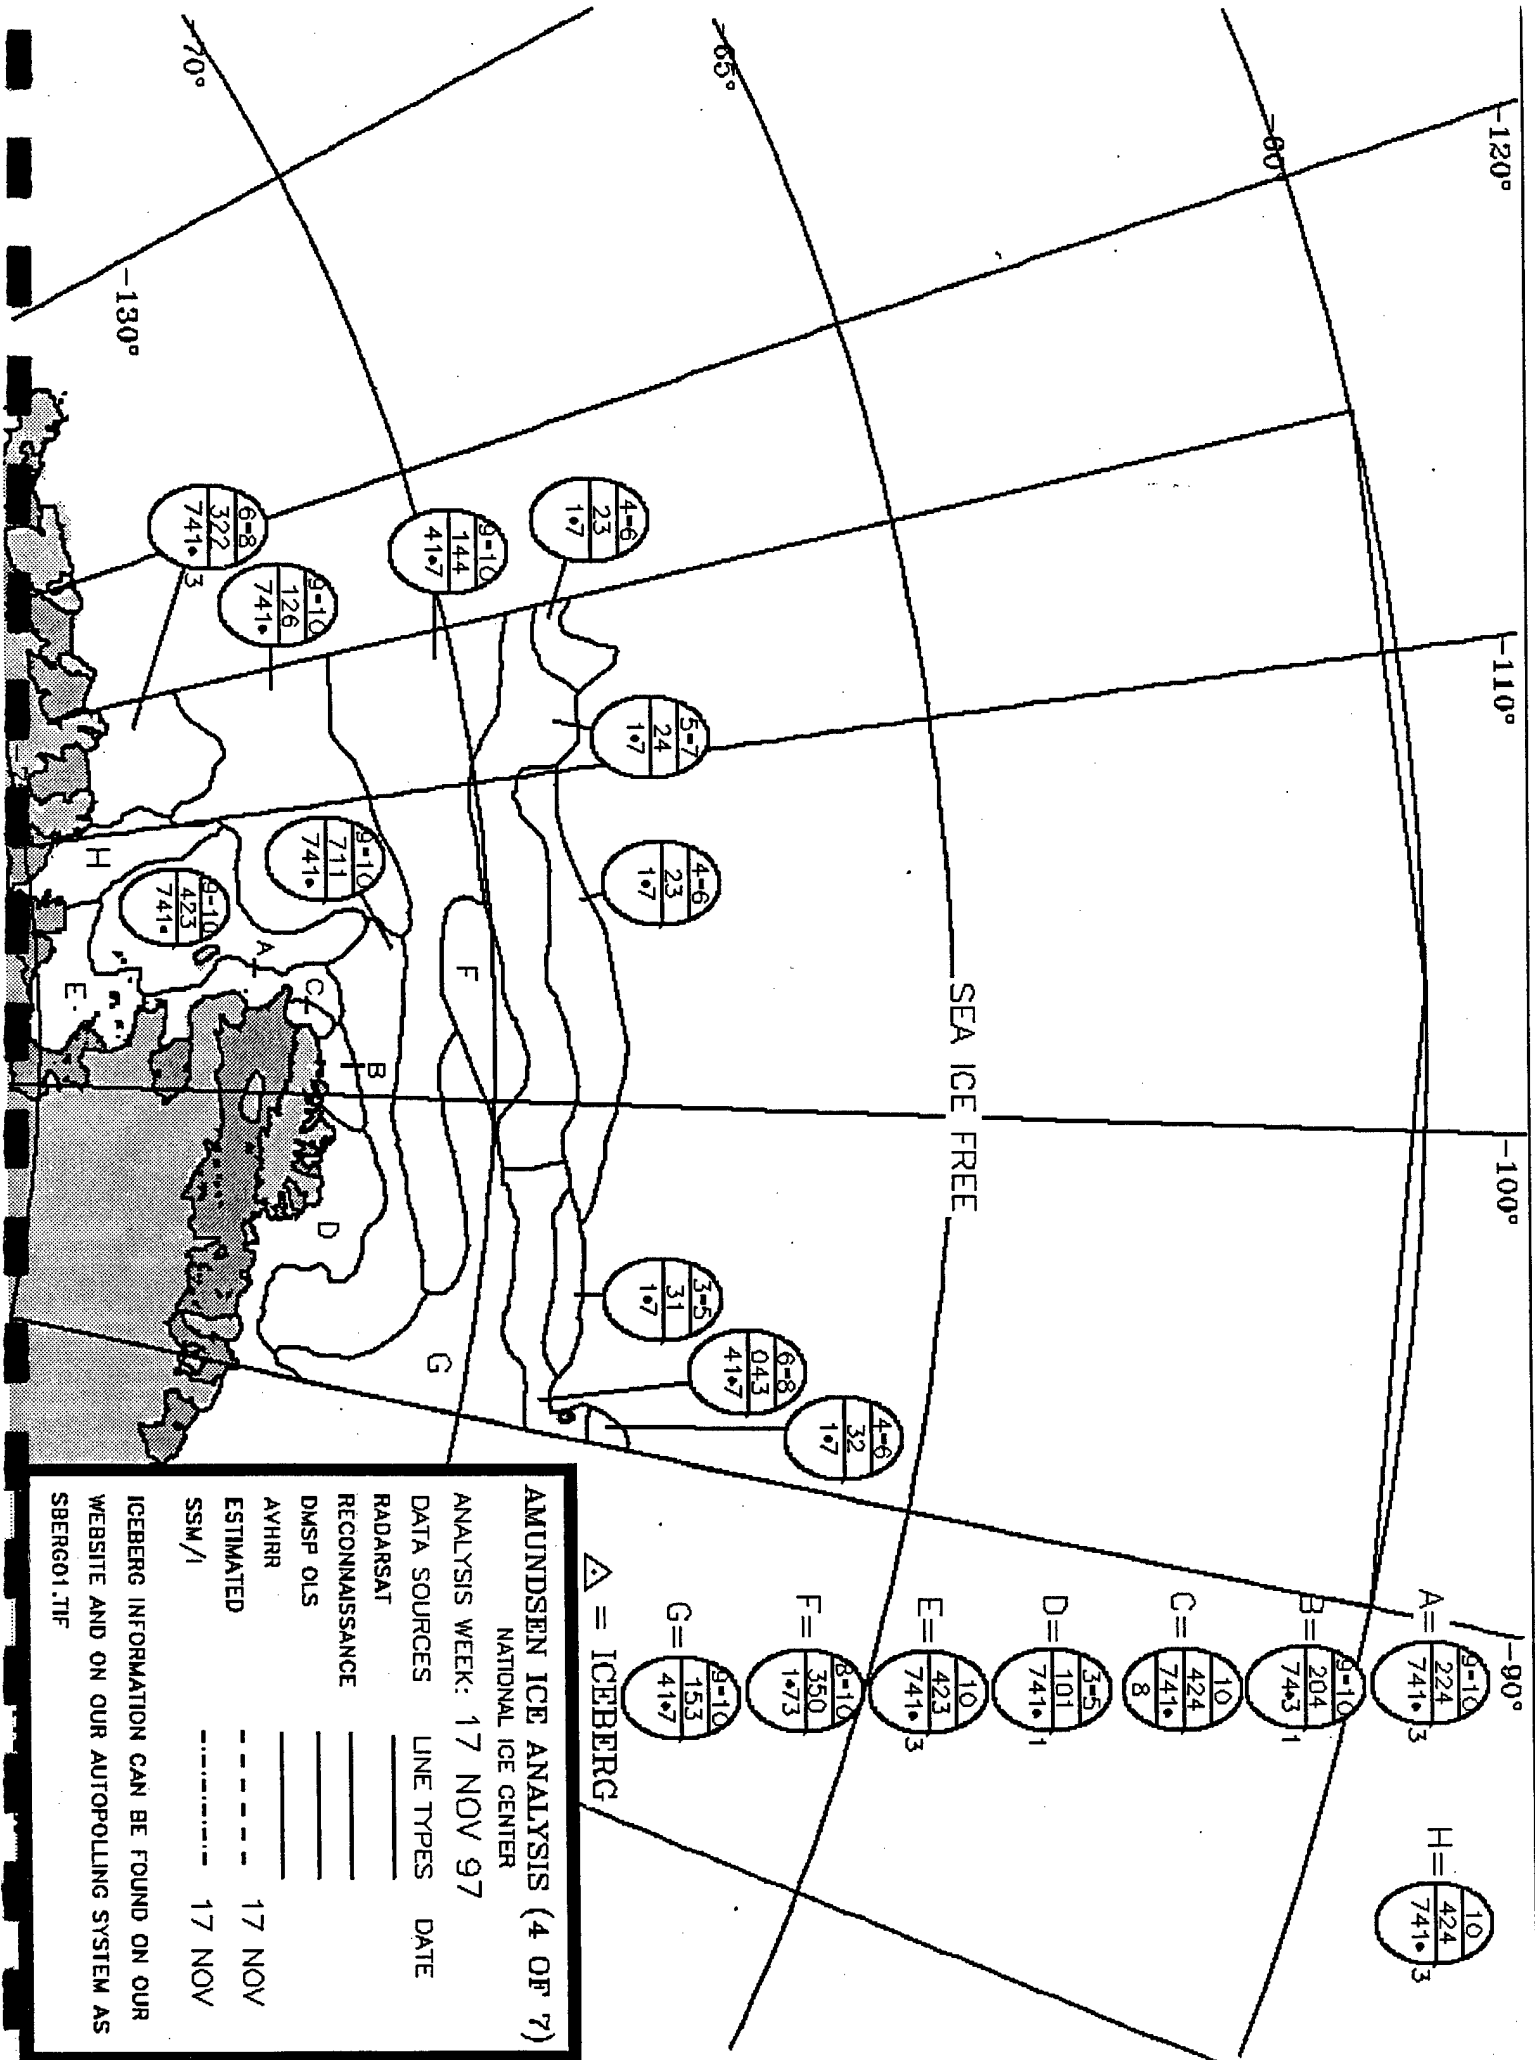 -120°
-110°
-100°
-90°
-130°
-70°
-65°
-60°
SEA ICE FREE
4-6
23
1•7
9-10
144
41•7
6-8
322
741•
3
9-10
126
741•
5-7
24
1•7
4-6
23
1•7
9-10
711
741•
9-10
423
741•
3-5
31
1•7
6-8
043
41•7
4-6
32
1•7
H
A
C
E
B
D
F
G
A=
9-10
224
741•
3
B=
9-10
204
74•3
1
C=
10
424
741•
8
D=
3-5
101
741•
1
E=
10
423
741•
3
F=
8-10
350
1•73
G=
9-10
153
41•7
H=
10
424
741•
3
△ = ICEBERG
AMUNDSEN ICE ANALYSIS (4 OF 7)
NATIONAL ICE CENTER
ANALYSIS WEEK: 17 NOV 97
DATA SOURCES LINE TYPES DATE
RADARSAT
RECONNAISSANCE
DMSP OLS
AVHRR
ESTIMATED 17 NOV
SSM/I 17 NOV
ICEBERG INFORMATION CAN BE FOUND ON OUR
WEBSITE AND ON OUR AUTOPOLLING SYSTEM AS
SBERG01.TIF